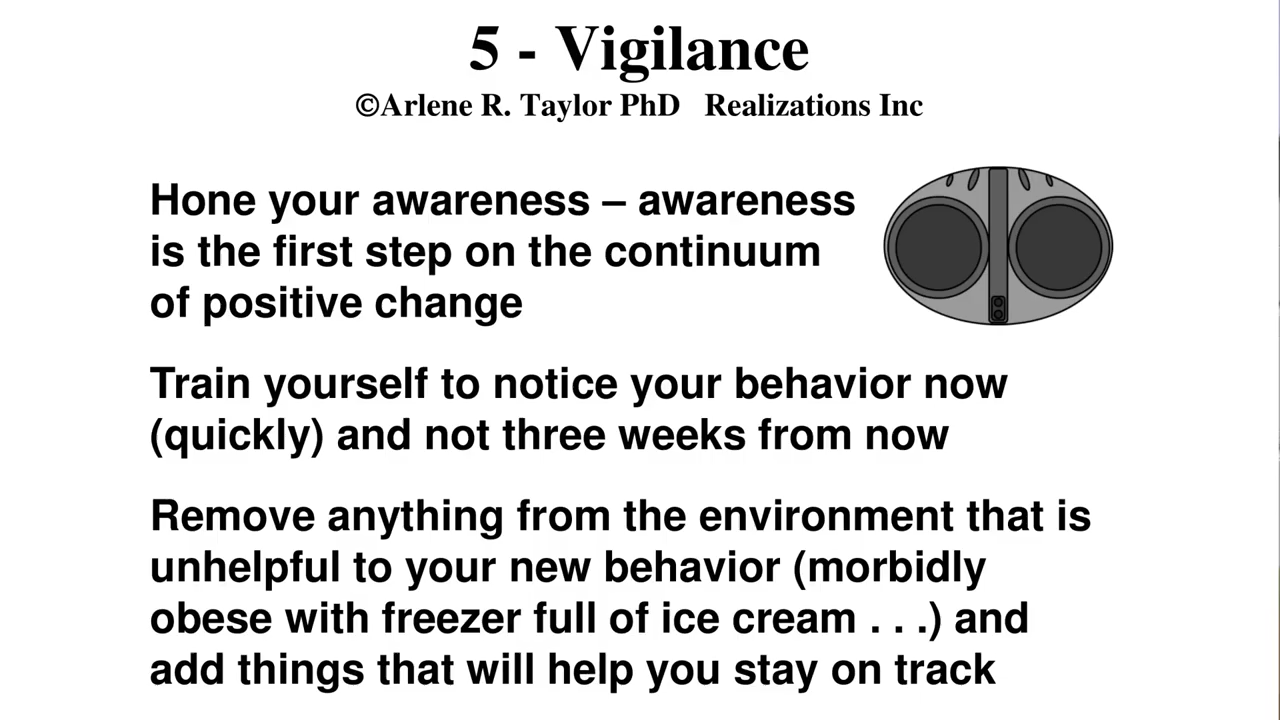 5 - Vigilance
©Arlene R. Taylor PhD Realizations Inc
Hone your awareness – awareness
is the first step on the continuum
of positive change
Train yourself to notice your behavior now
(quickly) and not three weeks from now
Remove anything from the environment that is
unhelpful to your new behavior (morbidly
obese with freezer full of ice cream . . .) and
add things that will help you stay on track